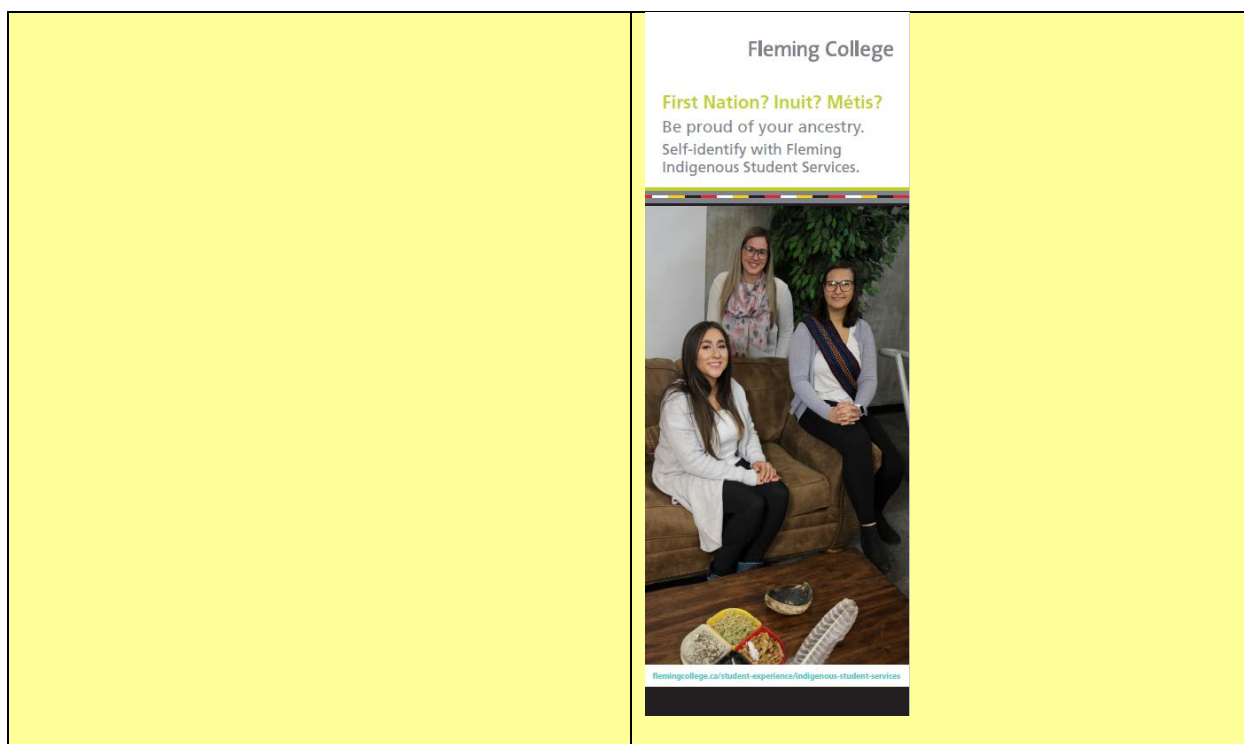 Fleming College
First Nation? Inuit? Métis?
Be proud of your ancestry.
Self-identify with Fleming
Indigenous Student Services.
flemingcollege.ca/student-experience/indigenous-student-services